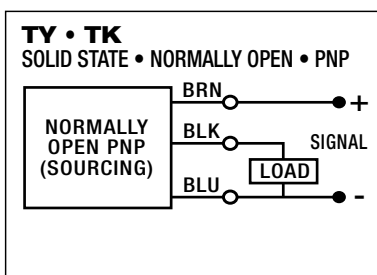 TY • TK
SOLID STATE • NORMALLY OPEN • PNP
BRN
+
NORMALLY
OPEN PNP
(SOURCING)
BLK
SIGNAL
LOAD
BLU
-